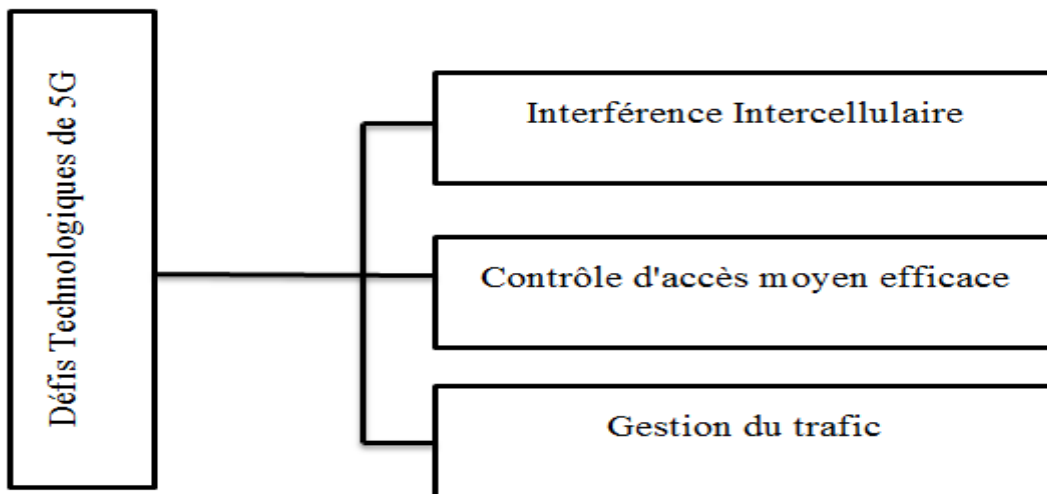 Défis Technologiques de 5G
Interférence Intercellulaire
Contrôle d'accès moyen efficace
Gestion du trafic